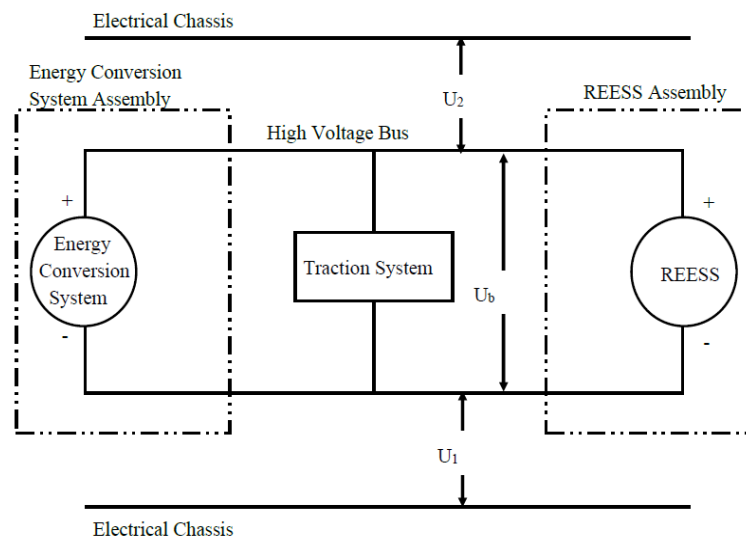 Electrical Chassis
Energy Conversion
System Assembly
U2
REESS Assembly
High Voltage Bus
+
+
Energy
Conversion
System
Traction System
Ub
REESS
-
-
U1
Electrical Chassis